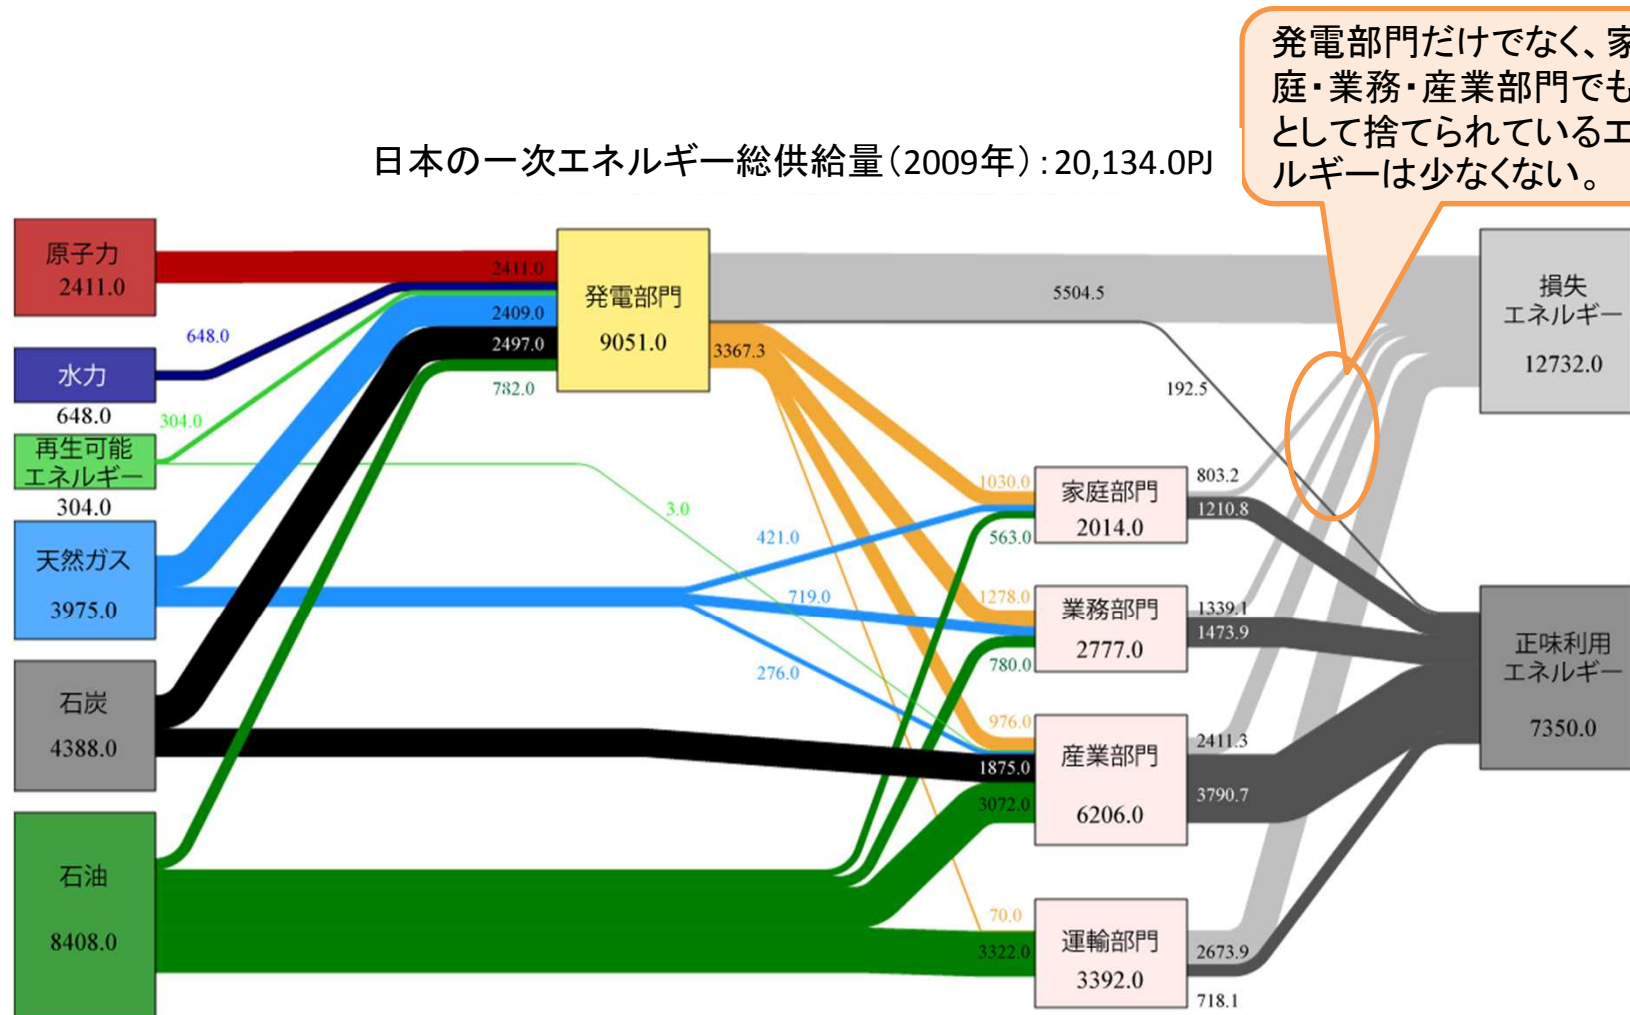 発電部門だけでなく、家
庭・業務・産業部門でも
として捨てられているエ
ルギーは少なくない。
日本の一次エネルギー総供給量(2009年):20,134.0PJ
原子力
2411.0
水力
648.0
再生可能
エネルギー
304.0
天然ガス
3975.0
石炭
4388.0
石油
8408.0
648.0
304.0
2411.0
2409.0
2497.0
782.0
発電部門
9051.0
3367.3
5504.5
192.5
3.0
421.0
719.0
276.0
1030.0
563.0
1278.0
780.0
976.0
1875.0
3072.0
70.0
3322.0
家庭部門
2014.0
業務部門
2777.0
産業部門
6206.0
運輸部門
3392.0
803.2
1210.8
1339.1
1473.9
2411.3
3790.7
2673.9
718.1
損失
エネルギー
12732.0
正味利用
エネルギー
7350.0